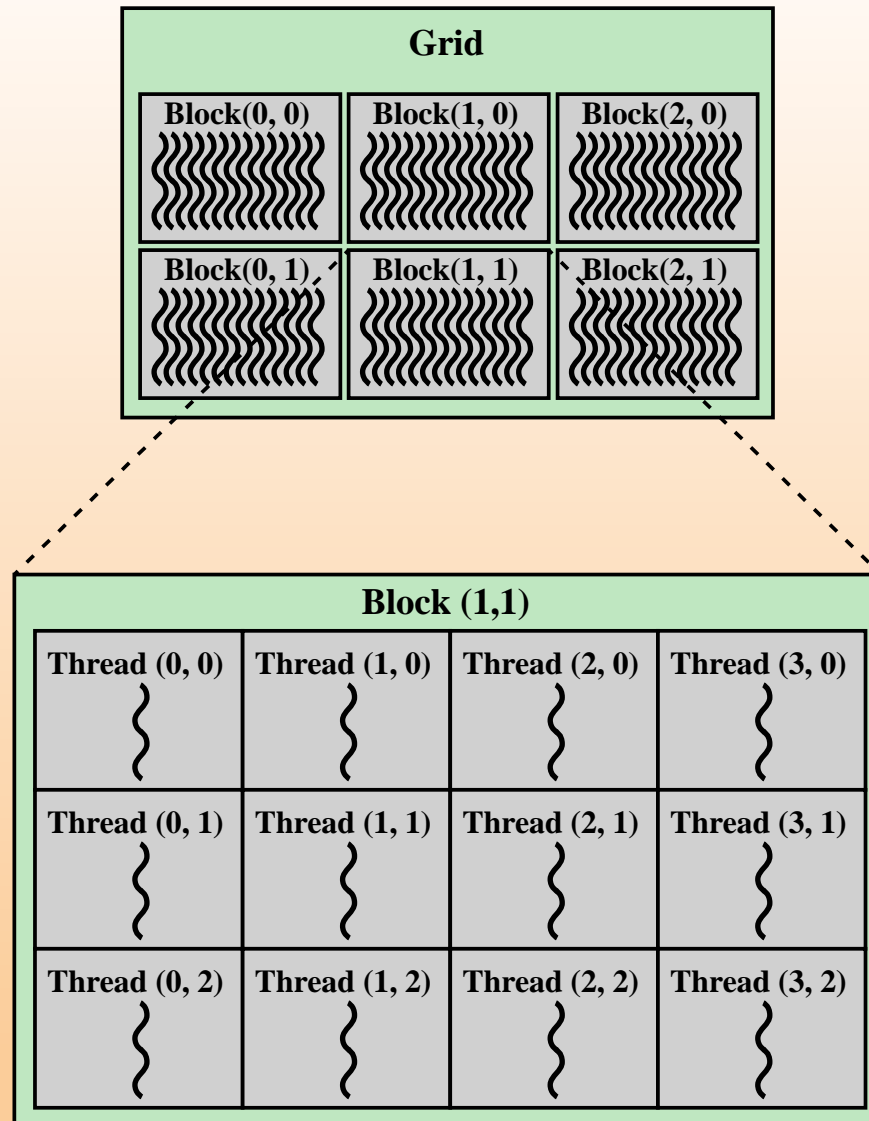 Grid
Block(0, 0) Block(1, 0) Block(2, 0)
Block(0, 1) Block(1, 1) Block(2, 1)
Block (1,1)
Thread (0, 0) Thread (1, 0) Thread (2, 0) Thread (3, 0)
Thread (0, 1) Thread (1, 1) Thread (2, 1) Thread (3, 1)
Thread (0, 2) Thread (1, 2) Thread (2, 2) Thread (3, 2)